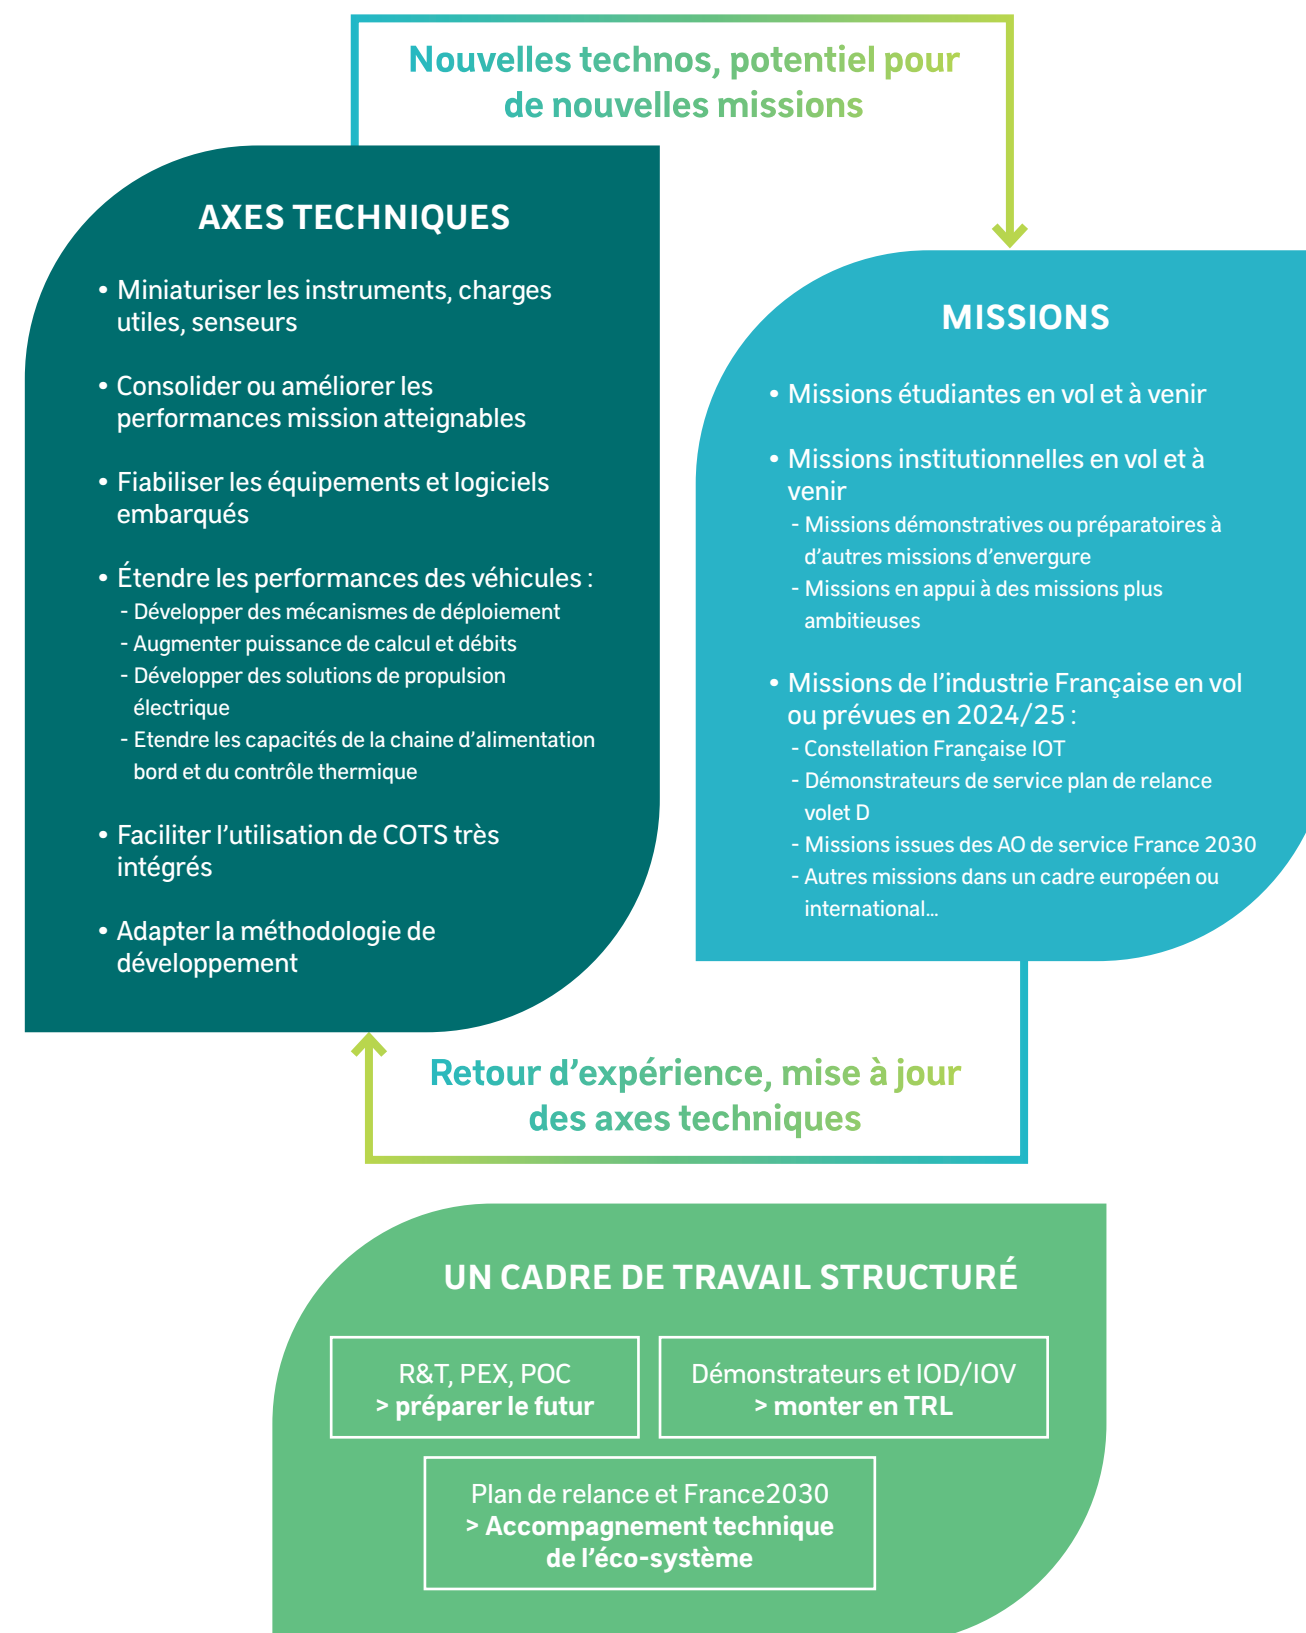 Nouvelles technos, potentiel pour
de nouvelles missions
AXES TECHNIQUES
• Miniaturiser les instruments, charges
utiles, senseurs
• Consolider ou améliorer les
performances mission atteignables
• Fiabiliser les équipements et logiciels
embarqués
• Étendre les performances des véhicules :
- Développer des mécanismes de déploiement
- Augmenter puissance de calcul et débits
- Développer des solutions de propulsion
électrique
- Etendre les capacités de la chaine d’alimentation
bord et du contrôle thermique
• Faciliter l’utilisation de COTS très
intégrés
• Adapter la méthodologie de
développement
MISSIONS
• Missions étudiantes en vol et à venir
• Missions institutionnelles en vol et à
venir
- Missions démonstratives ou préparatoires à
d’autres missions d’envergure
- Missions en appui à des missions plus
ambitieuses
• Missions de l’industrie Française en vol
ou prévues en 2024/25 :
- Constellation Française IOT
- Démonstrateurs de service plan de relance
volet D
- Missions issues des AO de service France 2030
- Autres missions dans un cadre européen ou
international...
Retour d’expérience, mise à jour
des axes techniques
UN CADRE DE TRAVAIL STRUCTURÉ
R&T, PEX, POC
> préparer le futur
Démonstrateurs et IOD/IOV
> monter en TRL
Plan de relance et France2030
> Accompagnement technique
de l’éco-système